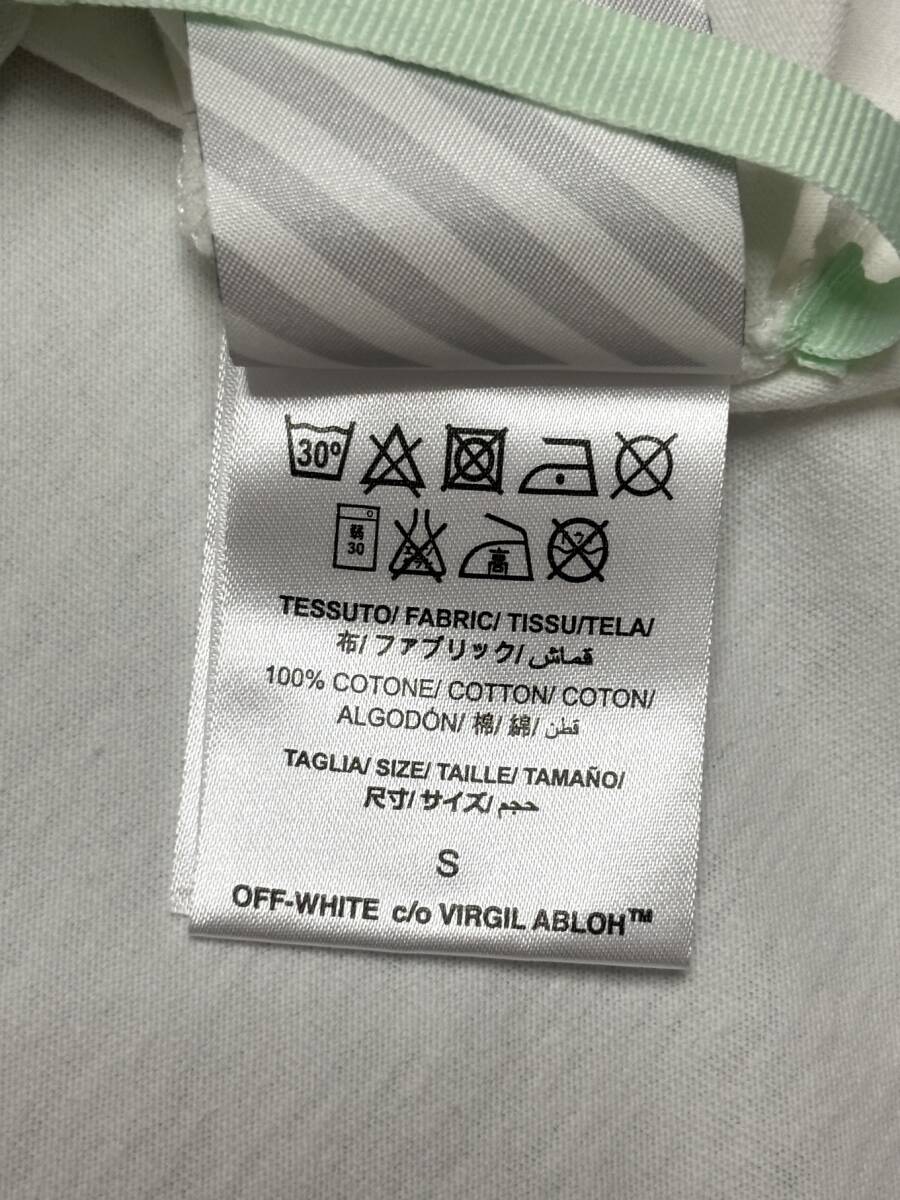 30º
弱
30
高
TESSUTO/ FABRIC/ TISSU/TELA/
布/ ファブリック/ قماش
100% COTONE/ COTTON/ COTON/
ALGODÓN/ 棉/ 綿/ قطن
TAGLIA/ SIZE/ TAILLE/ TAMAÑO/
尺寸/ サイズ/ حجم
S
OFF-WHITE c/o VIRGIL ABLOH™